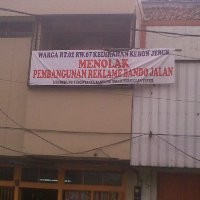 WARGA RT.02 RW.07 KELURAHAN KEBON JERUK
MENOLAK
PEMBANGUNAN REKLAME BANDO JALAN